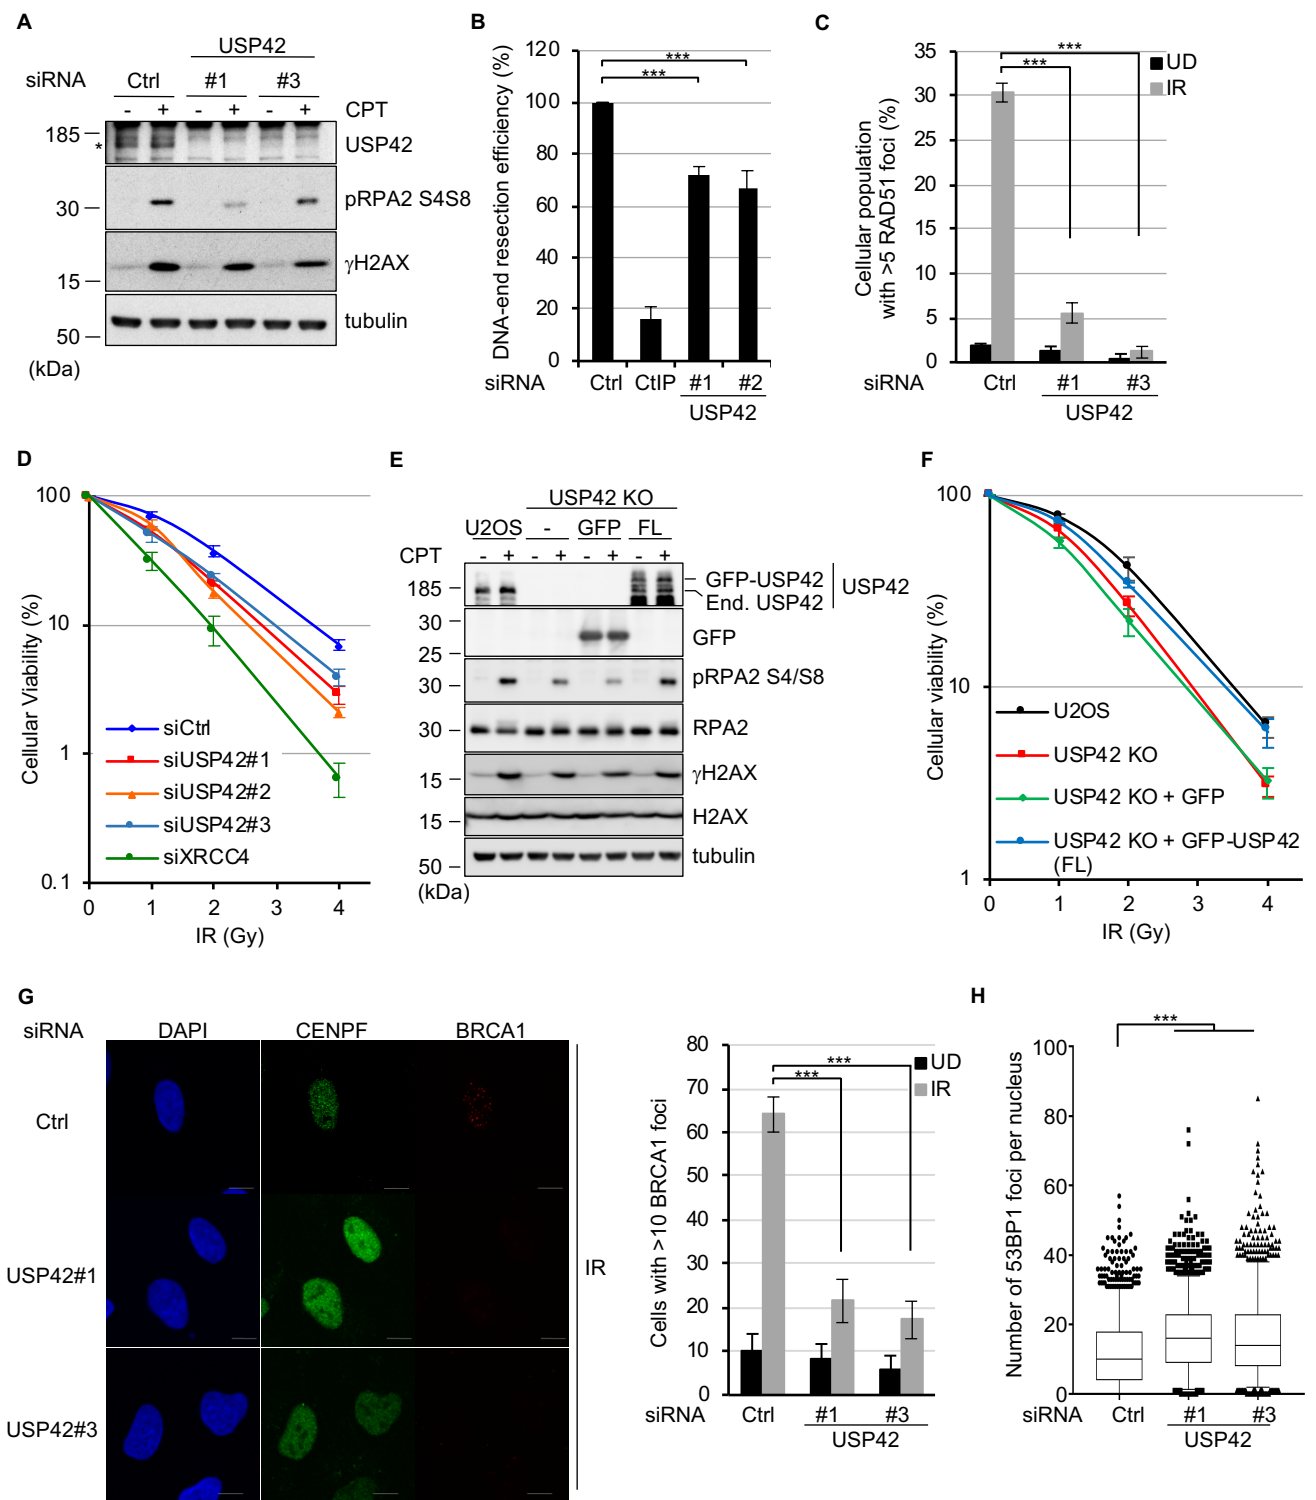 A
USP42
siRNA Ctrl #1 #3
- + - + - + CPT
185
*
USP42
pRPA2 S4S8
30
γH2AX
15
tubulin
50
(kDa)
B
DNA-end resection efficiency (%)
120
100
80
60
40
20
0
siRNA Ctrl CtIP #1 #2
USP42
***
***
C
Cellular population
with >5 RAD51 foci (%)
35
30
25
20
15
10
5
0
***
***
UD
IR
siRNA Ctrl #1 #3
USP42
D
Cellular Viability (%)
100
10
1
0.1
siCtrl
siUSP42#1
siUSP42#2
siUSP42#3
siXRCC4
0 1 2 3 4
IR (Gy)
E
USP42 KO
U2OS - GFP FL
CPT - + - + - + - +
185
GFP-USP42
End. USP42
USP42
30
GFP
25
pRPA2 S4/S8
30
30
RPA2
γH2AX
15
H2AX
15
tubulin
50
(kDa)
F
Cellular viability (%)
100
10
1
U2OS
USP42 KO
USP42 KO + GFP
USP42 KO + GFP-USP42
(FL)
0 1 2 3 4
IR (Gy)
G
siRNA DAPI CENPF BRCA1
Ctrl
USP42#1
USP42#3
IR
Cells with >10 BRCA1 foci
80
70
60
50
40
30
20
10
0
***
***
UD
IR
siRNA Ctrl #1 #3
USP42
H
Number of 53BP1 foci per nucleus
***
100
80
60
40
20
0
siRNA Ctrl #1 #3
USP42